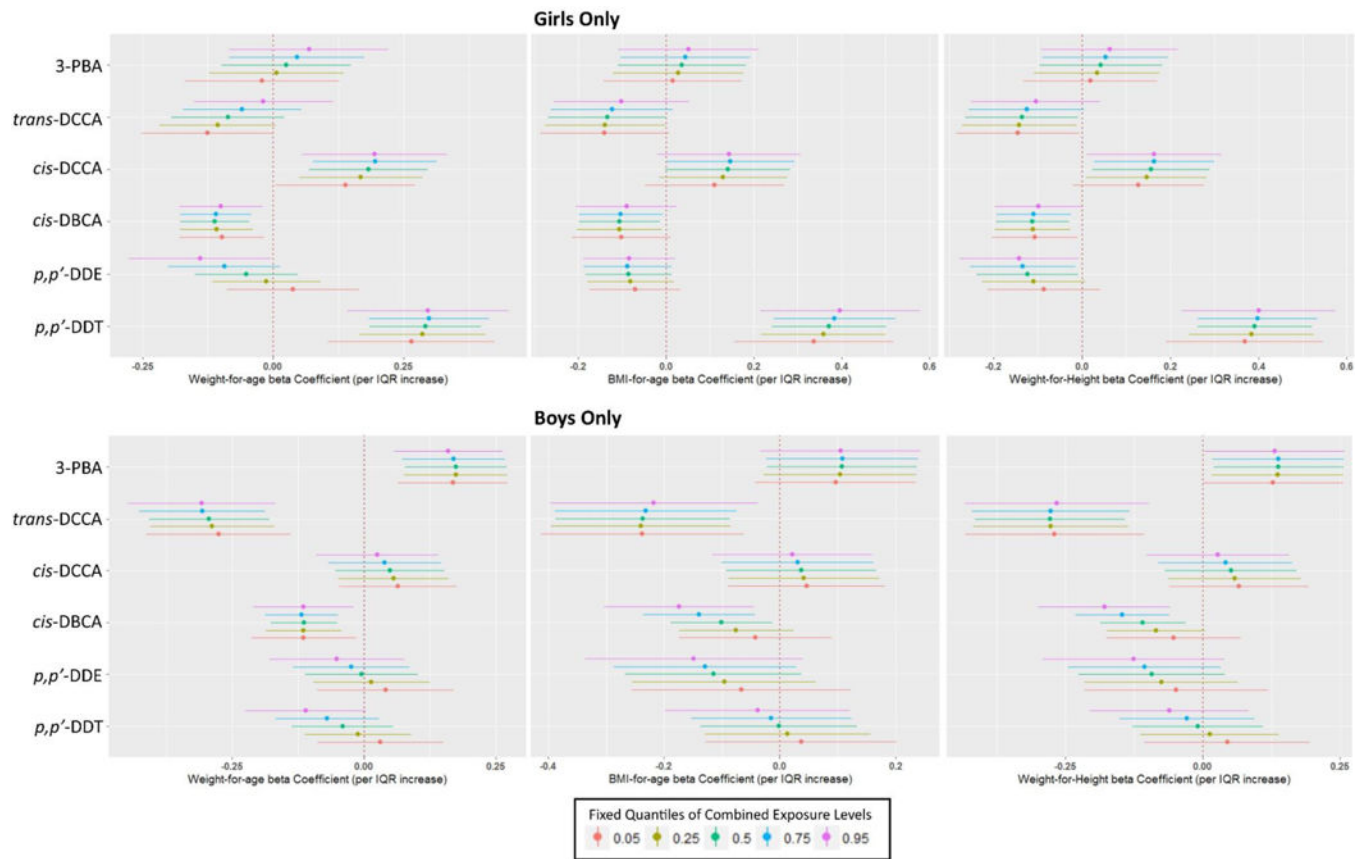 Girls Only
3-PBA
trans-DCCA
cis-DCCA
cis-DBCA
p,p’-DDE
p,p’-DDT
-0.25 0.00 0.25
Weight-for-age beta Coefficient (per IQR increase)
-0.2 0.0 0.2 0.4 0.6
BMI-for-age beta Coefficient (per IQR increase)
-0.2 0.0 0.2 0.4 0.6
Weight-for-Height beta Coefficient (per IQR increase)
Boys Only
3-PBA
trans-DCCA
cis-DCCA
cis-DBCA
p,p’-DDE
p,p’-DDT
-0.25 0.00 0.25
Weight-for-age beta Coefficient (per IQR increase)
-0.4 -0.2 0.0 0.2
BMI-for-age beta Coefficient (per IQR increase)
-0.25 0.00 0.25
Weight-for-Height beta Coefficient (per IQR increase)
Fixed Quantiles of Combined Exposure Levels
0.05 0.25 0.5 0.75 0.95